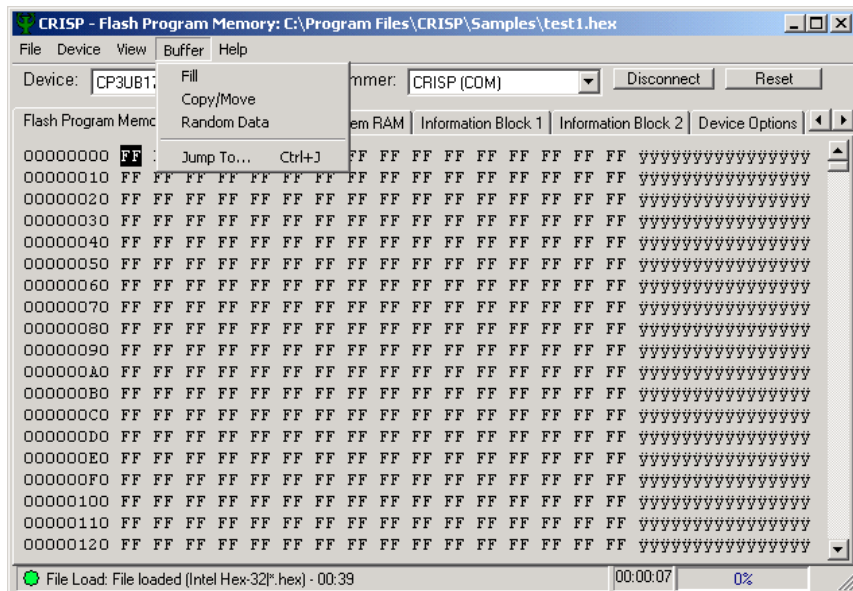 CRISP - Flash Program Memory: C:\Program Files\CRISP\Samples\test1.hex
File Device View Buffer Help
Device: CP3UB17 mmer: CRISP (COM) Disconnect Reset
Fill
Copy/Move
Random Data
Jump To... Ctrl+J
Flash Program Memo em RAM Information Block 1 Information Block 2 Device Options
00000000 FF FF FF FF FF FF FF FF FF FF ÿÿÿÿÿÿÿÿÿÿÿÿÿÿÿÿ
00000010 FF FF FF FF FF FF FF FF FF FF FF FF FF FF FF FF ÿÿÿÿÿÿÿÿÿÿÿÿÿÿÿÿ
00000020 FF FF FF FF FF FF FF FF FF FF FF FF FF FF FF FF ÿÿÿÿÿÿÿÿÿÿÿÿÿÿÿÿ
00000030 FF FF FF FF FF FF FF FF FF FF FF FF FF FF FF FF ÿÿÿÿÿÿÿÿÿÿÿÿÿÿÿÿ
00000040 FF FF FF FF FF FF FF FF FF FF FF FF FF FF FF FF ÿÿÿÿÿÿÿÿÿÿÿÿÿÿÿÿ
00000050 FF FF FF FF FF FF FF FF FF FF FF FF FF FF FF FF ÿÿÿÿÿÿÿÿÿÿÿÿÿÿÿÿ
00000060 FF FF FF FF FF FF FF FF FF FF FF FF FF FF FF FF ÿÿÿÿÿÿÿÿÿÿÿÿÿÿÿÿ
00000070 FF FF FF FF FF FF FF FF FF FF FF FF FF FF FF FF ÿÿÿÿÿÿÿÿÿÿÿÿÿÿÿÿ
00000080 FF FF FF FF FF FF FF FF FF FF FF FF FF FF FF FF ÿÿÿÿÿÿÿÿÿÿÿÿÿÿÿÿ
00000090 FF FF FF FF FF FF FF FF FF FF FF FF FF FF FF FF ÿÿÿÿÿÿÿÿÿÿÿÿÿÿÿÿ
000000A0 FF FF FF FF FF FF FF FF FF FF FF FF FF FF FF FF ÿÿÿÿÿÿÿÿÿÿÿÿÿÿÿÿ
000000B0 FF FF FF FF FF FF FF FF FF FF FF FF FF FF FF FF ÿÿÿÿÿÿÿÿÿÿÿÿÿÿÿÿ
000000C0 FF FF FF FF FF FF FF FF FF FF FF FF FF FF FF FF ÿÿÿÿÿÿÿÿÿÿÿÿÿÿÿÿ
000000D0 FF FF FF FF FF FF FF FF FF FF FF FF FF FF FF FF ÿÿÿÿÿÿÿÿÿÿÿÿÿÿÿÿ
000000E0 FF FF FF FF FF FF FF FF FF FF FF FF FF FF FF FF ÿÿÿÿÿÿÿÿÿÿÿÿÿÿÿÿ
000000F0 FF FF FF FF FF FF FF FF FF FF FF FF FF FF FF FF ÿÿÿÿÿÿÿÿÿÿÿÿÿÿÿÿ
00000100 FF FF FF FF FF FF FF FF FF FF FF FF FF FF FF FF ÿÿÿÿÿÿÿÿÿÿÿÿÿÿÿÿ
00000110 FF FF FF FF FF FF FF FF FF FF FF FF FF FF FF FF ÿÿÿÿÿÿÿÿÿÿÿÿÿÿÿÿ
00000120 FF FF FF FF FF FF FF FF FF FF FF FF FF FF FF FF ÿÿÿÿÿÿÿÿÿÿÿÿÿÿÿÿ
File Load: File loaded (Intel Hex-32|*.hex) - 00:39 00:00:07 0%